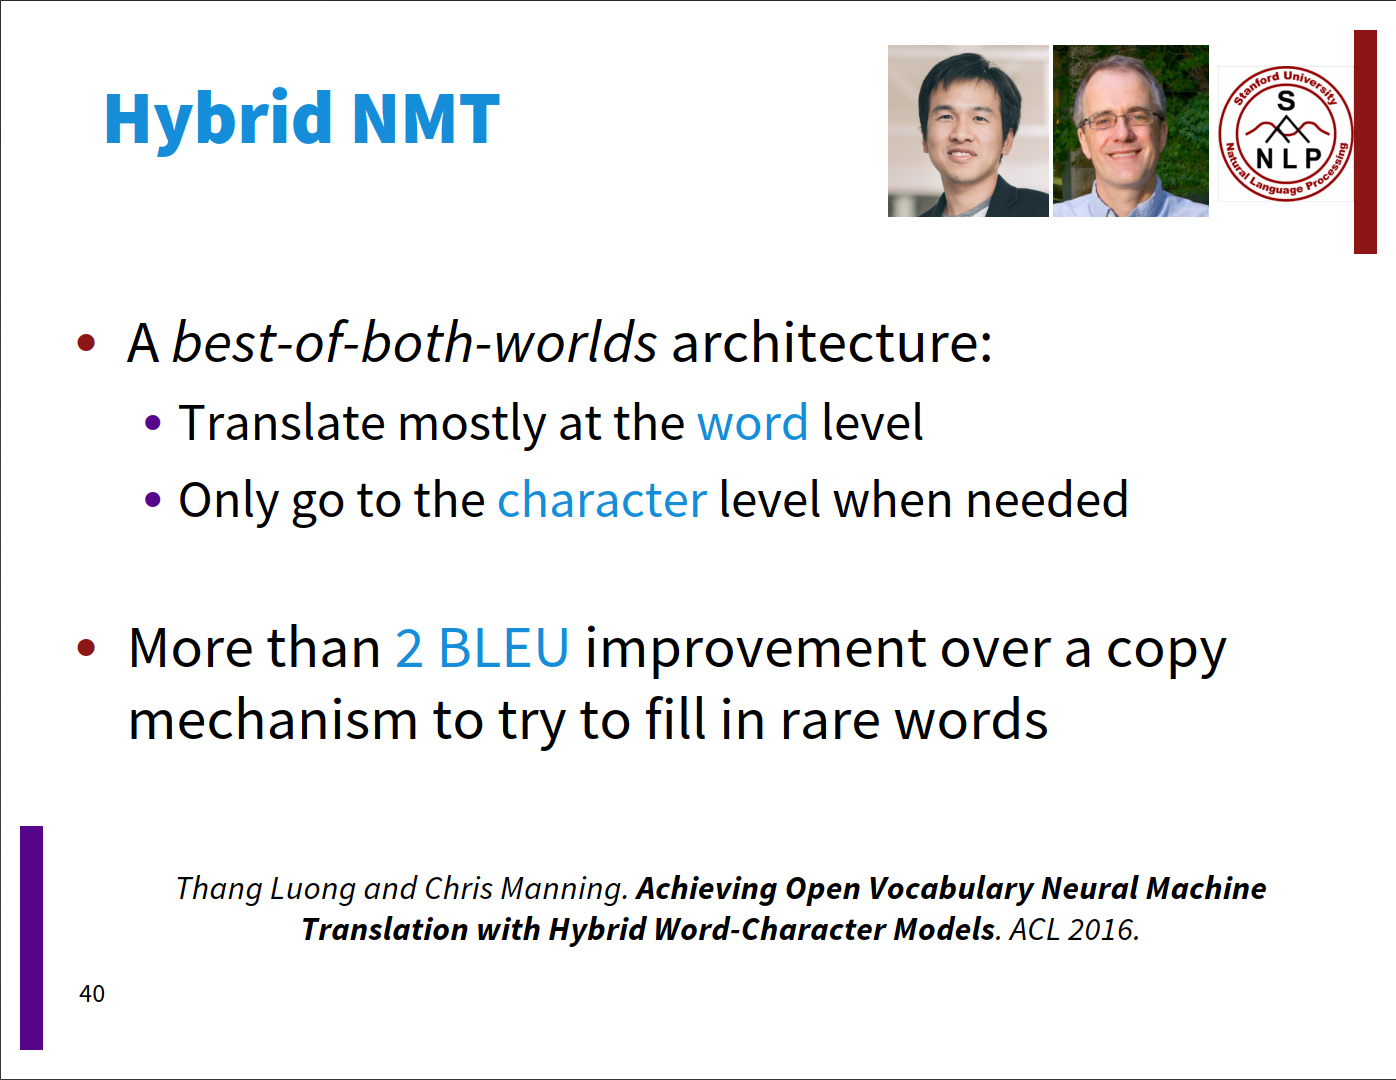 Hybrid NMT
Stanford University
S
NLP
Natural Language Processing
• A best-of-both-worlds architecture:
• Translate mostly at the word level
• Only go to the character level when needed
• More than 2 BLEU improvement over a copy
mechanism to try to fill in rare words
Thang Luong and Chris Manning. Achieving Open Vocabulary Neural Machine
Translation with Hybrid Word-Character Models. ACL 2016.
40